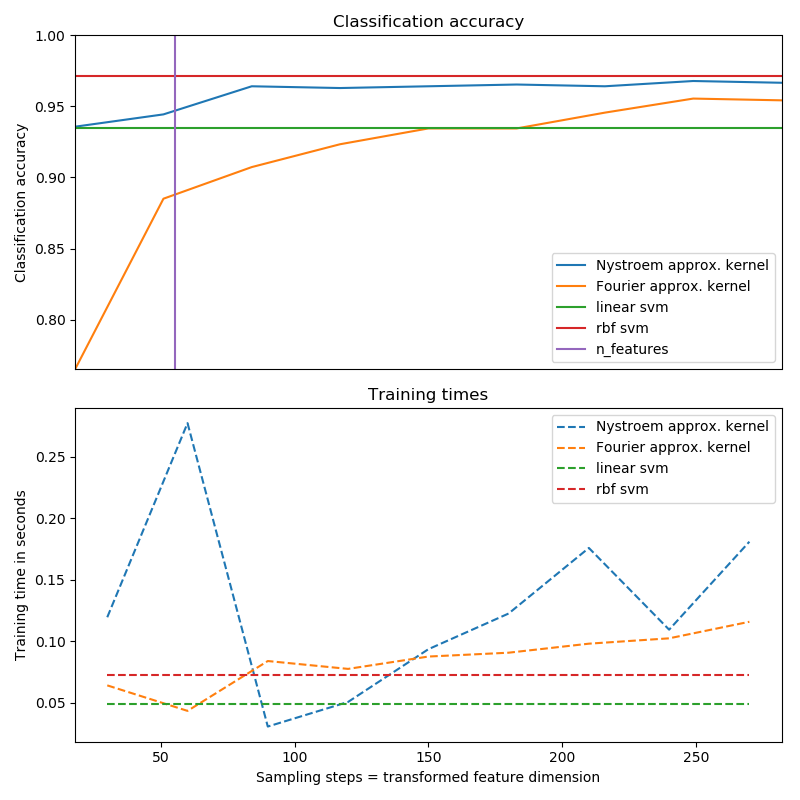 Classification accuracy
1.00
0.95
0.90
0.85
0.80
Classification accuracy
Nystroem approx. kernel
Fourier approx. kernel
linear svm
rbf svm
n_features
Training times
0.25
0.20
0.15
0.10
0.05
Training time in seconds
Nystroem approx. kernel
Fourier approx. kernel
linear svm
rbf svm
50 100 150 200 250
Sampling steps = transformed feature dimension